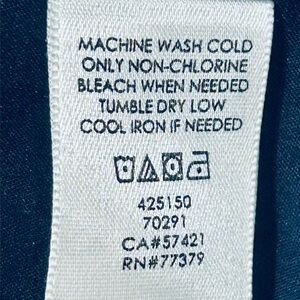 MACHINE WASH COLD
ONLY NON-CHLORINE
BLEACH WHEN NEEDED
TUMBLE DRY LOW
COOL IRON IF NEEDED
425150
70291
CA#57421
RN#77379